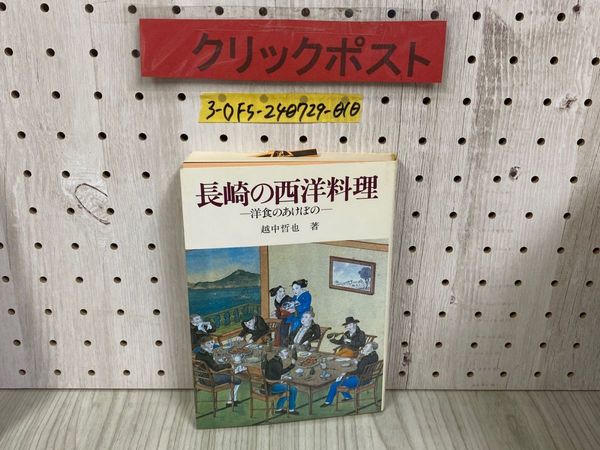 クリックポスト
3-OF5-240729-010
長崎の西洋料理
―洋食のあけぼの―
越中哲也 著